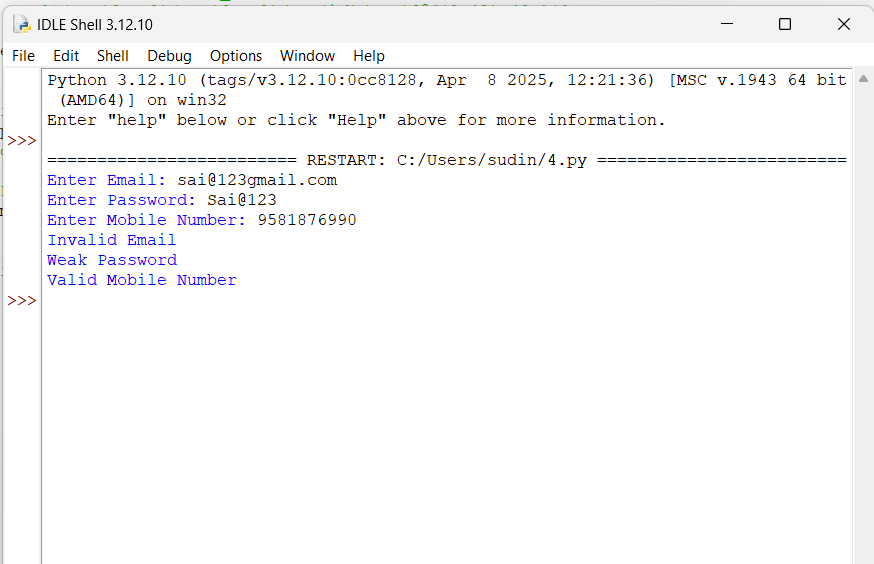 IDLE Shell 3.12.10
File Edit Shell Debug Options Window Help
Python 3.12.10 (tags/v3.12.10:0cc8128, Apr  8 2025, 12:21:36) [MSC v.1943 64 bit
 (AMD64)] on win32
Enter "help" below or click "Help" above for more information.
>>>
========================= RESTART: C:/Users/sudin/4.py =========================
Enter Email: sai@123gmail.com
Enter Password: Sai@123
Enter Mobile Number: 9581876990
Invalid Email
Weak Password
Valid Mobile Number
>>>